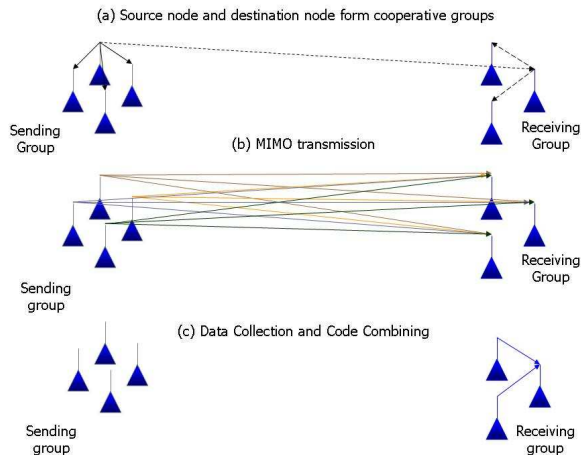 (a) Source node and destination node form cooperative groups
Sending
Group
Receiving
Group
(b) MIMO transmission
Sending
group
Receiving
Group
(c) Data Collection and Code Combining
Sending
group
Receiving
group